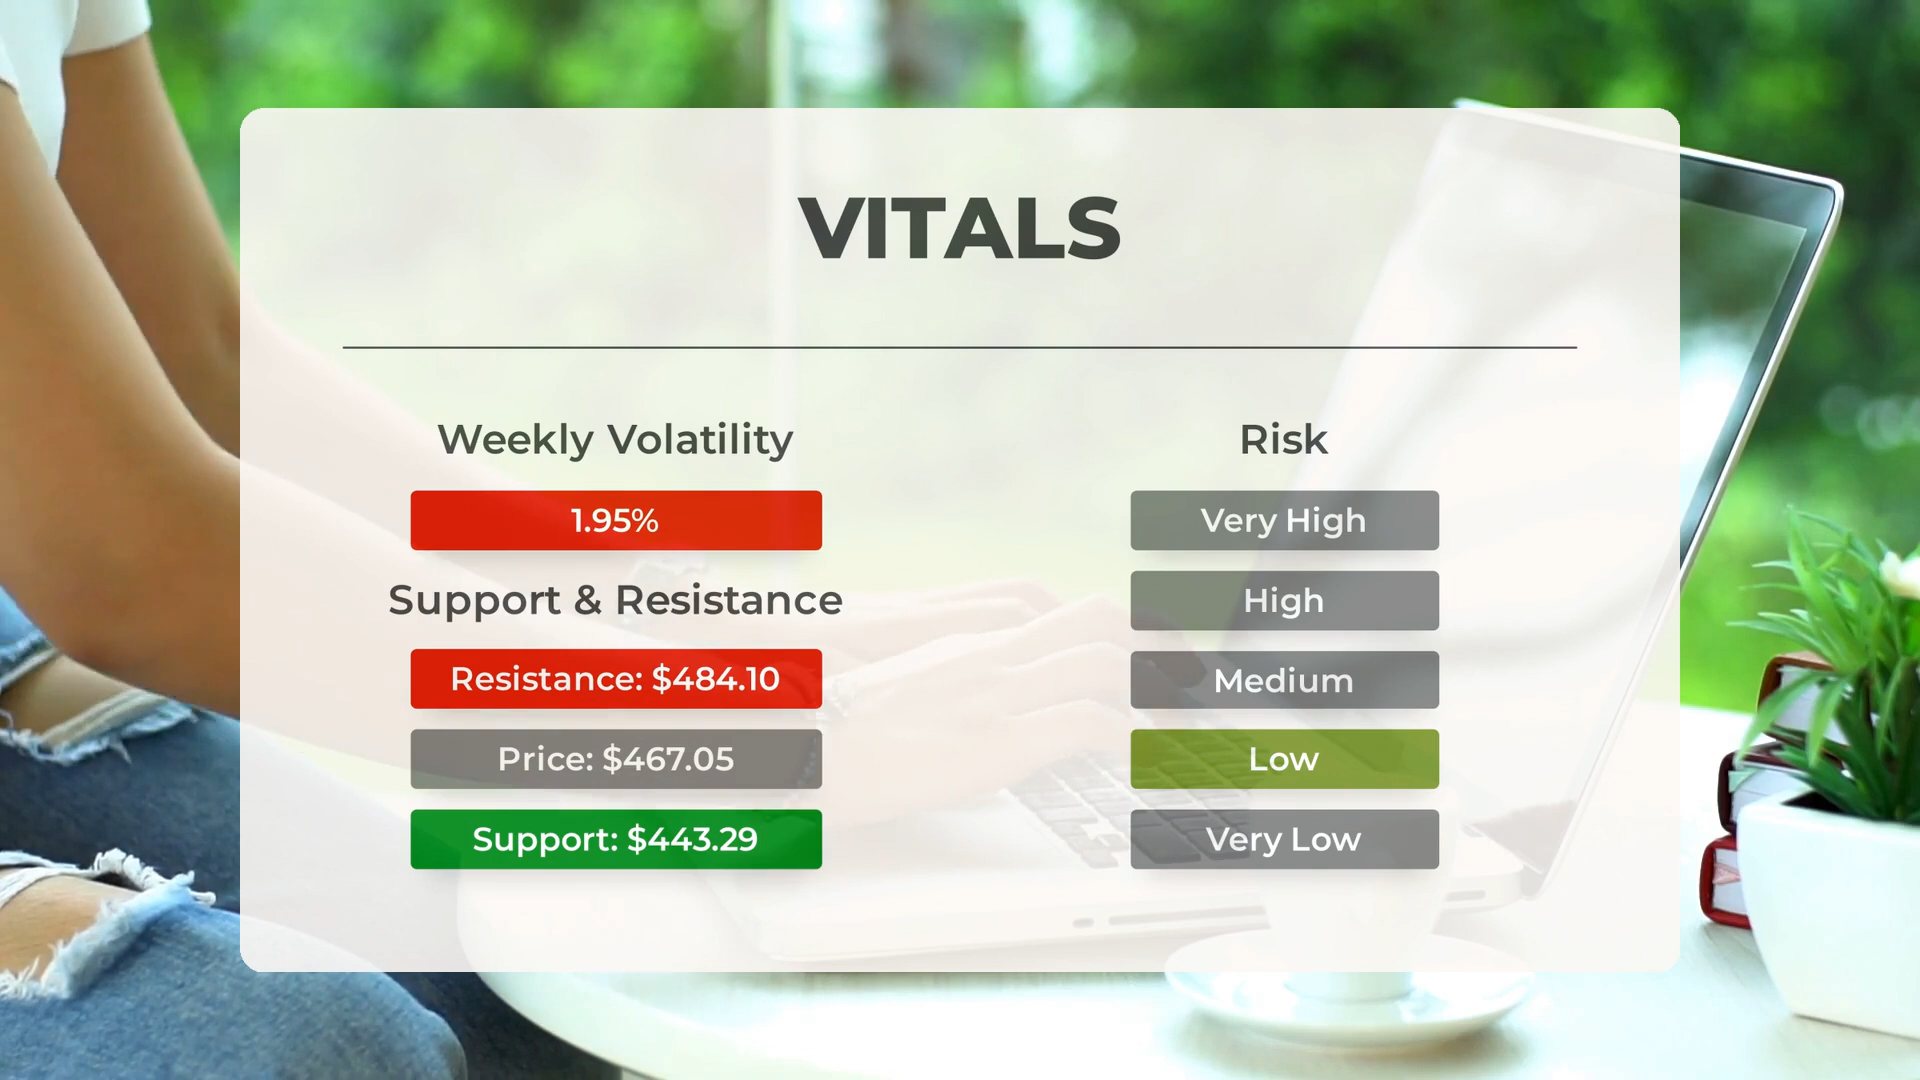 VITALS
Weekly Volatility
1.95%
Support & Resistance
Resistance: $484.10
Price: $467.05
Support: $443.29
Risk
Very High
High
Medium
Low
Very Low